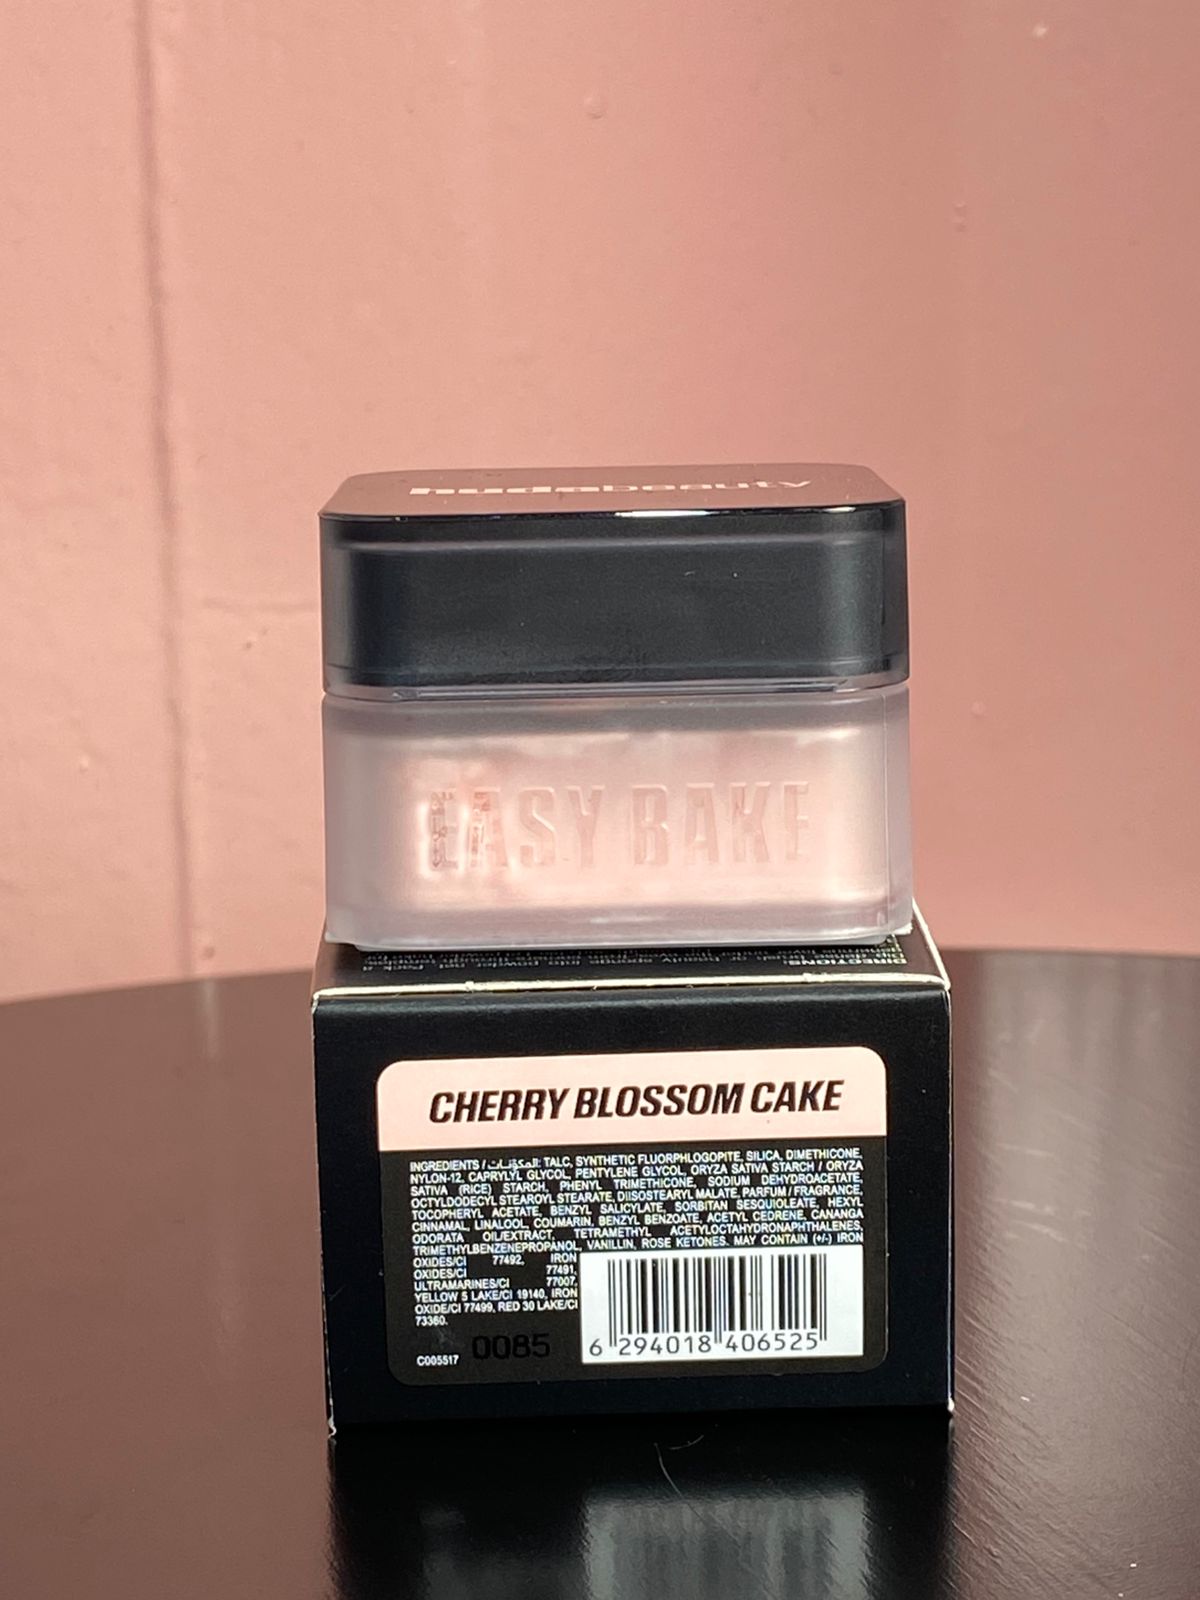 hudabeauty
EASY BAKE
CHERRY BLOSSOM CAKE
INGREDIENTS / المكوّنات: TALC, SYNTHETIC FLUORPHLOGOPITE, SILICA, DIMETHICONE,
NYLON-12, CAPRYLYL GLYCOL, PENTYLENE GLYCOL, ORYZA SATIVA STARCH / ORYZA
SATIVA (RICE) STARCH, PHENYL TRIMETHICONE, SODIUM DEHYDROACETATE,
OCTYLDODECYL STEAROYL STEARATE, DIISOSTEARYL MALATE, PARFUM / FRAGRANCE,
TOCOPHERYL ACETATE, BENZYL SALICYLATE, SORBITAN SESQUIOLEATE, HEXYL
CINNAMAL, LINALOOL, COUMARIN, BENZYL BENZOATE, ACETYL CEDRENE, CANANGA
ODORATA OIL/EXTRACT, TETRAMETHYL ACETYLOCTAHYDRONAPHTHALENES,
TRIMETHYLBENZENEPROPANOL, VANILLIN, ROSE KETONES. MAY CONTAIN (+/-) IRON
OXIDES/CI 77492, IRON
OXIDES/CI 77491,
ULTRAMARINES/CI 77007,
YELLOW 5 LAKE/CI 19140, IRON
OXIDE/CI 77499, RED 30 LAKE/CI
73360.
C005517
0085
6 294018 406525